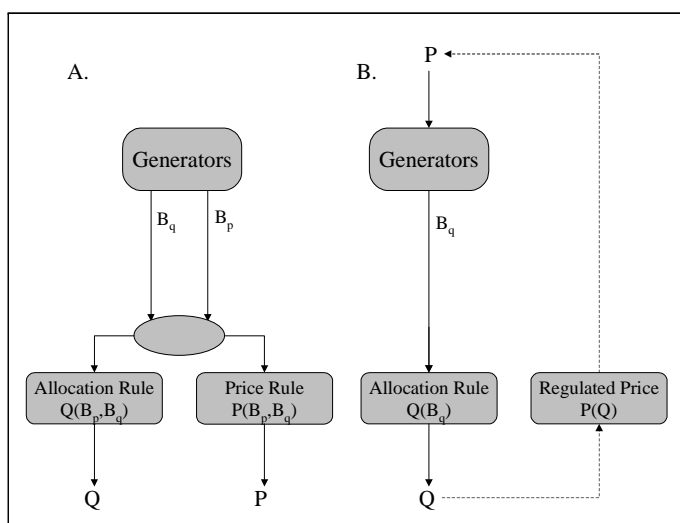 A.
Generators
B_q
B_p
Allocation Rule
Q(B_p,B_q)
Price Rule
P(B_p,B_q)
Q
P
B.
P
Generators
B_q
Allocation Rule
Q(B_q)
Regulated Price
P(Q)
Q